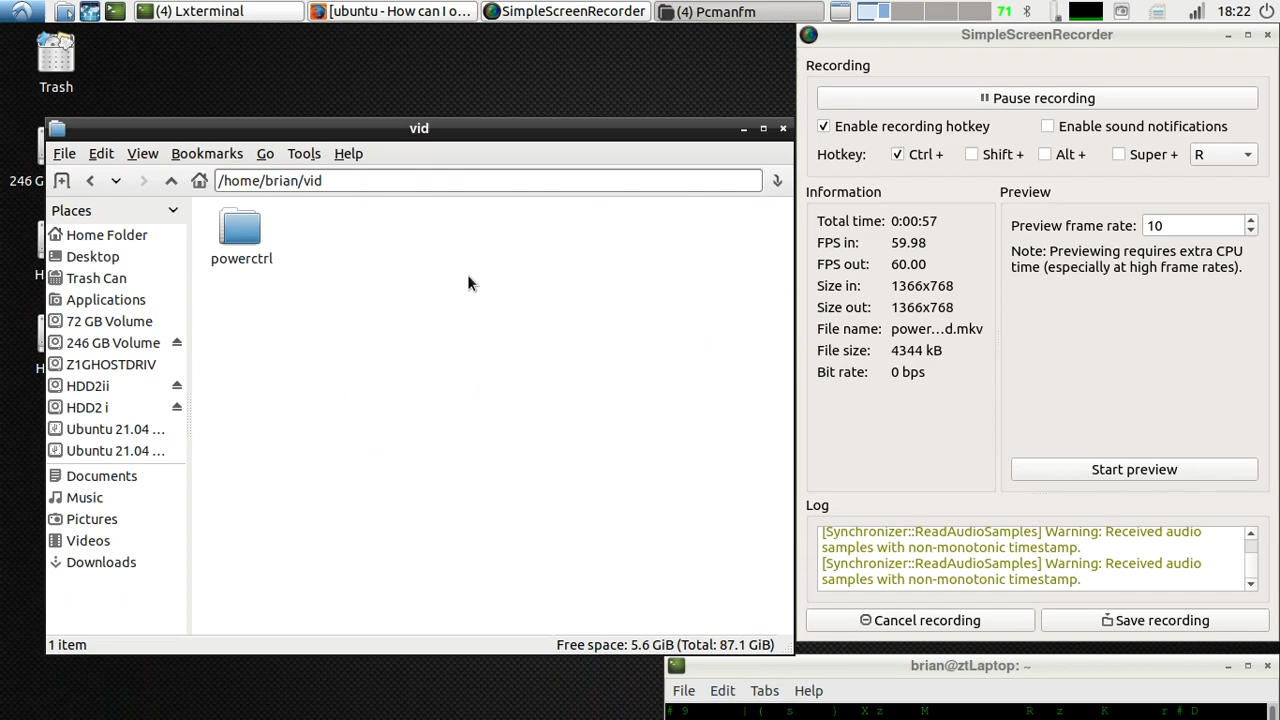 (4) Lxterminal
[ubuntu - How can I o...
SimpleScreenRecorder
(4) Pcmanfm
71
18:22
Trash
246 G
H
H
vid
File Edit View Bookmarks Go Tools Help
/home/brian/vid
Places
Home Folder
Desktop
Trash Can
Applications
72 GB Volume
246 GB Volume
Z1GHOSTDRIV
HDD2ii
HDD2 i
Ubuntu 21.04 ...
Ubuntu 21.04 ...
Documents
Music
Pictures
Videos
Downloads
powerctrl
1 item
Free space: 5.6 GiB (Total: 87.1 GiB)
SimpleScreenRecorder
Recording
Pause recording
Enable recording hotkey
Enable sound notifications
Hotkey: Ctrl + Shift + Alt + Super + R
Information
Total time: 0:00:57
FPS in: 59.98
FPS out: 60.00
Size in: 1366x768
Size out: 1366x768
File name: power...d.mkv
File size: 4344 kB
Bit rate: 0 bps
Preview
Preview frame rate: 10
Note: Previewing requires extra CPU
time (especially at high frame rates).
Start preview
Log
[Synchronizer::ReadAudioSamples] Warning: Received audio
samples with non-monotonic timestamp.
[Synchronizer::ReadAudioSamples] Warning: Received audio
samples with non-monotonic timestamp.
Cancel recording
Save recording
brian@ztLaptop: ~
File Edit Tabs Help
# 9 | ( s ) X z M R z K r # D